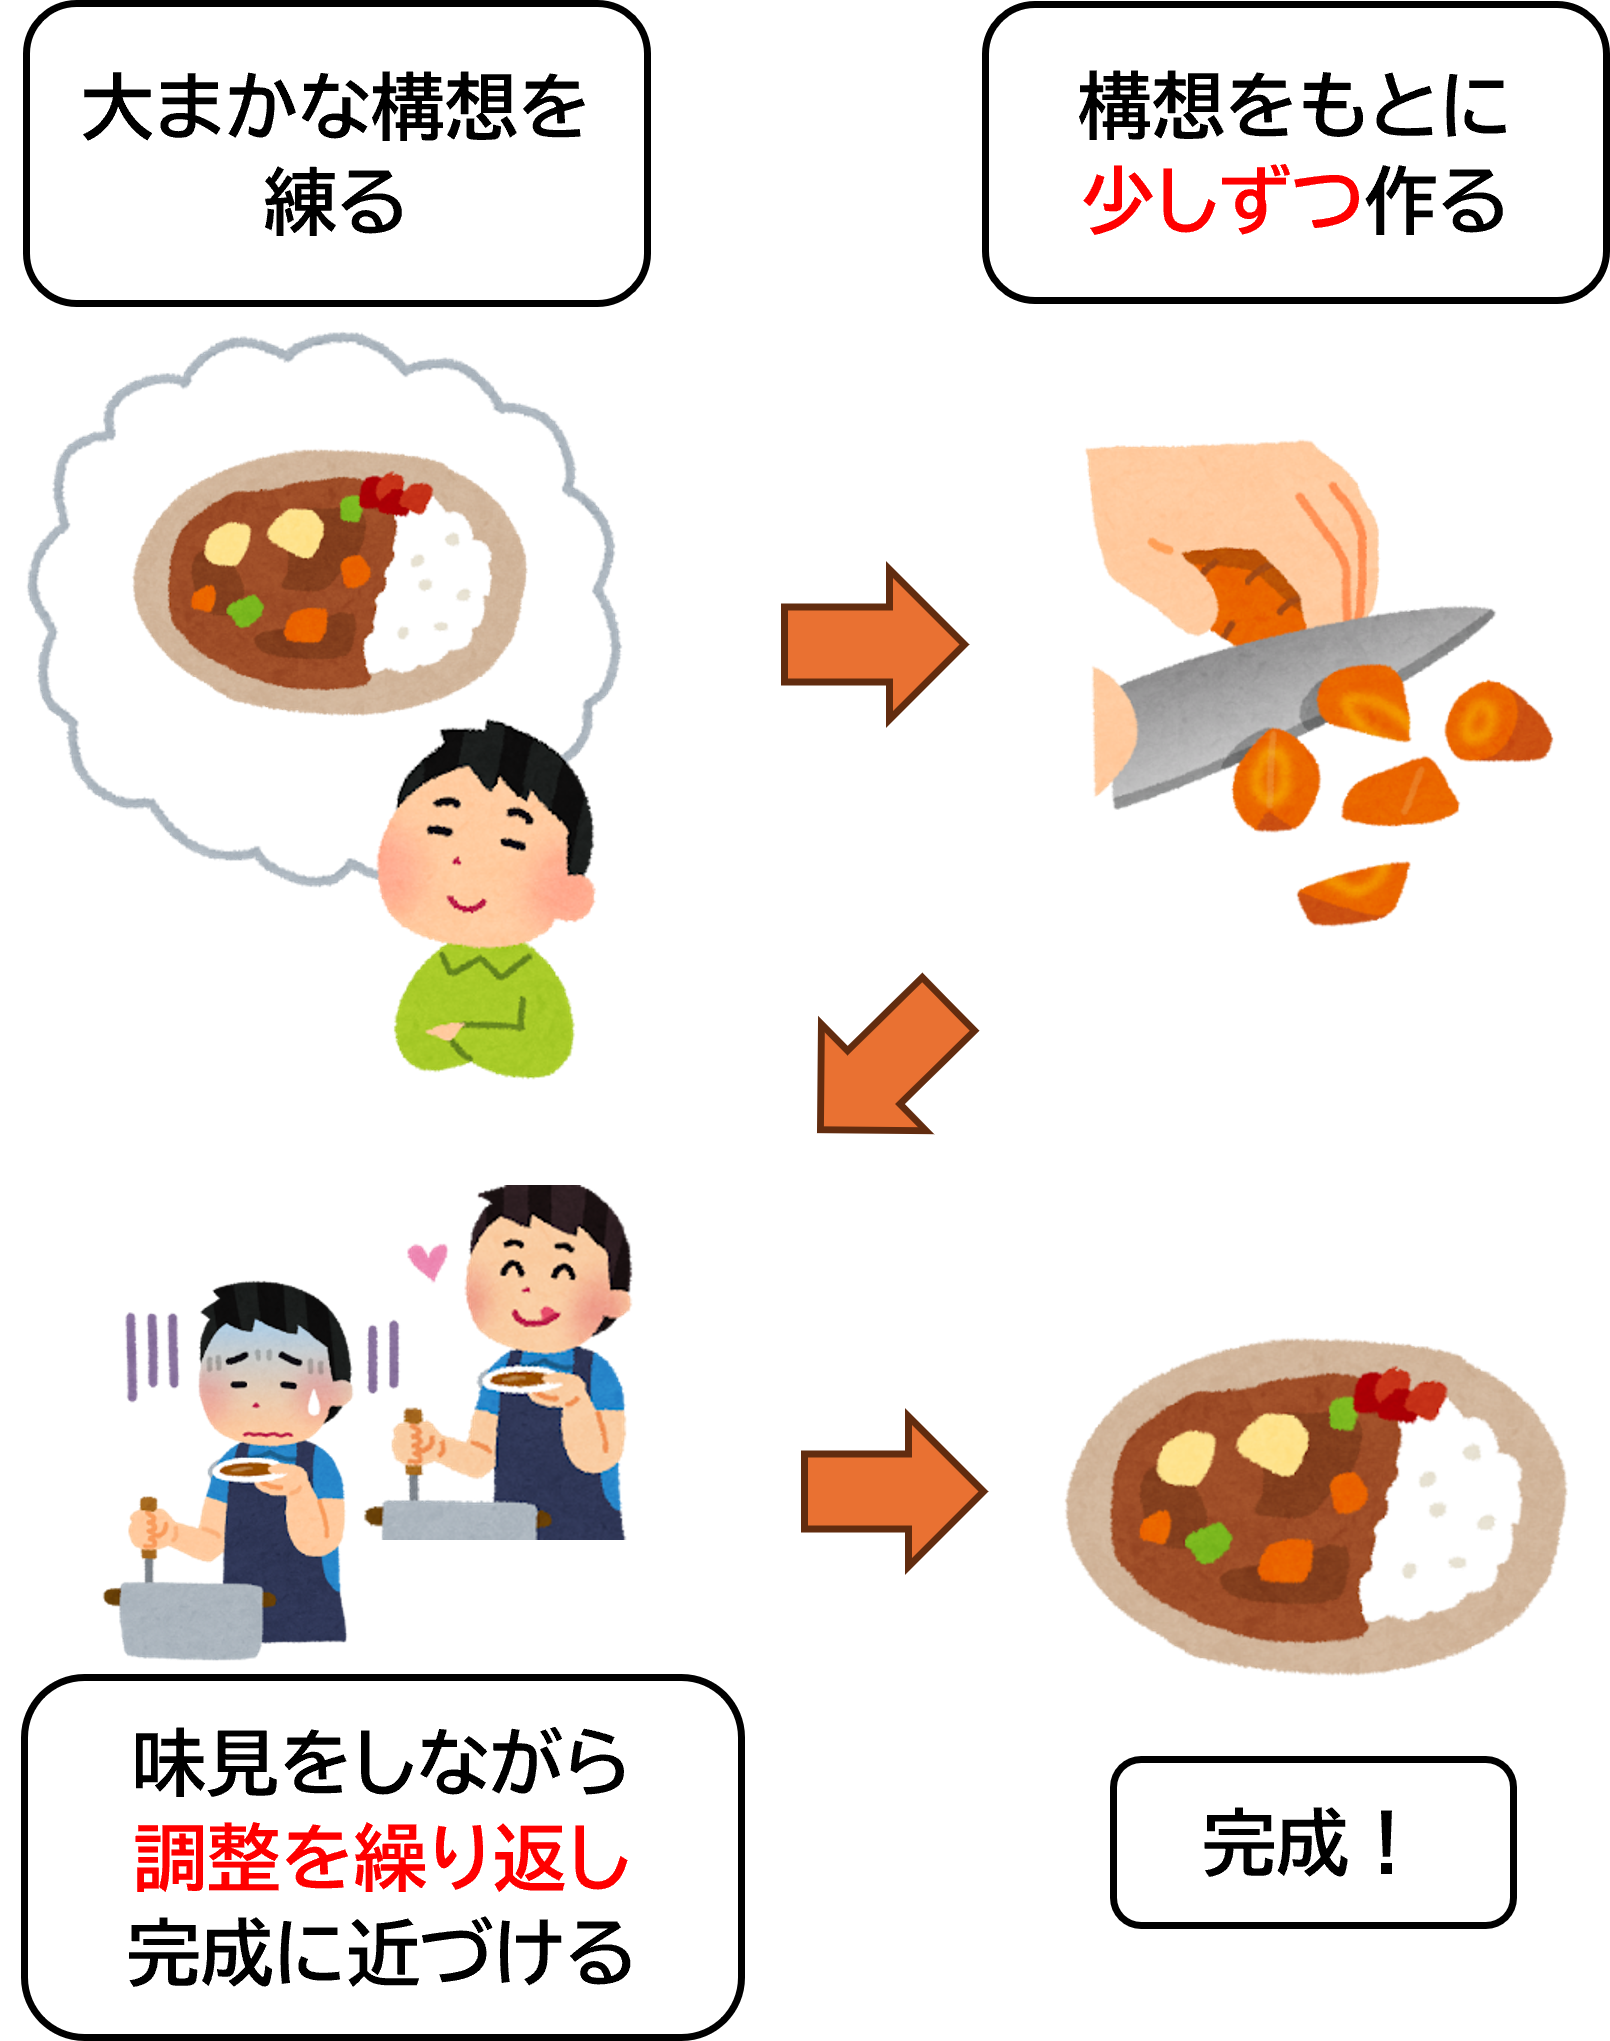 大まかな構想を
練る
構想をもとに
少しずつ作る
味見をしながら
調整を繰り返し
完成に近づける
完成！